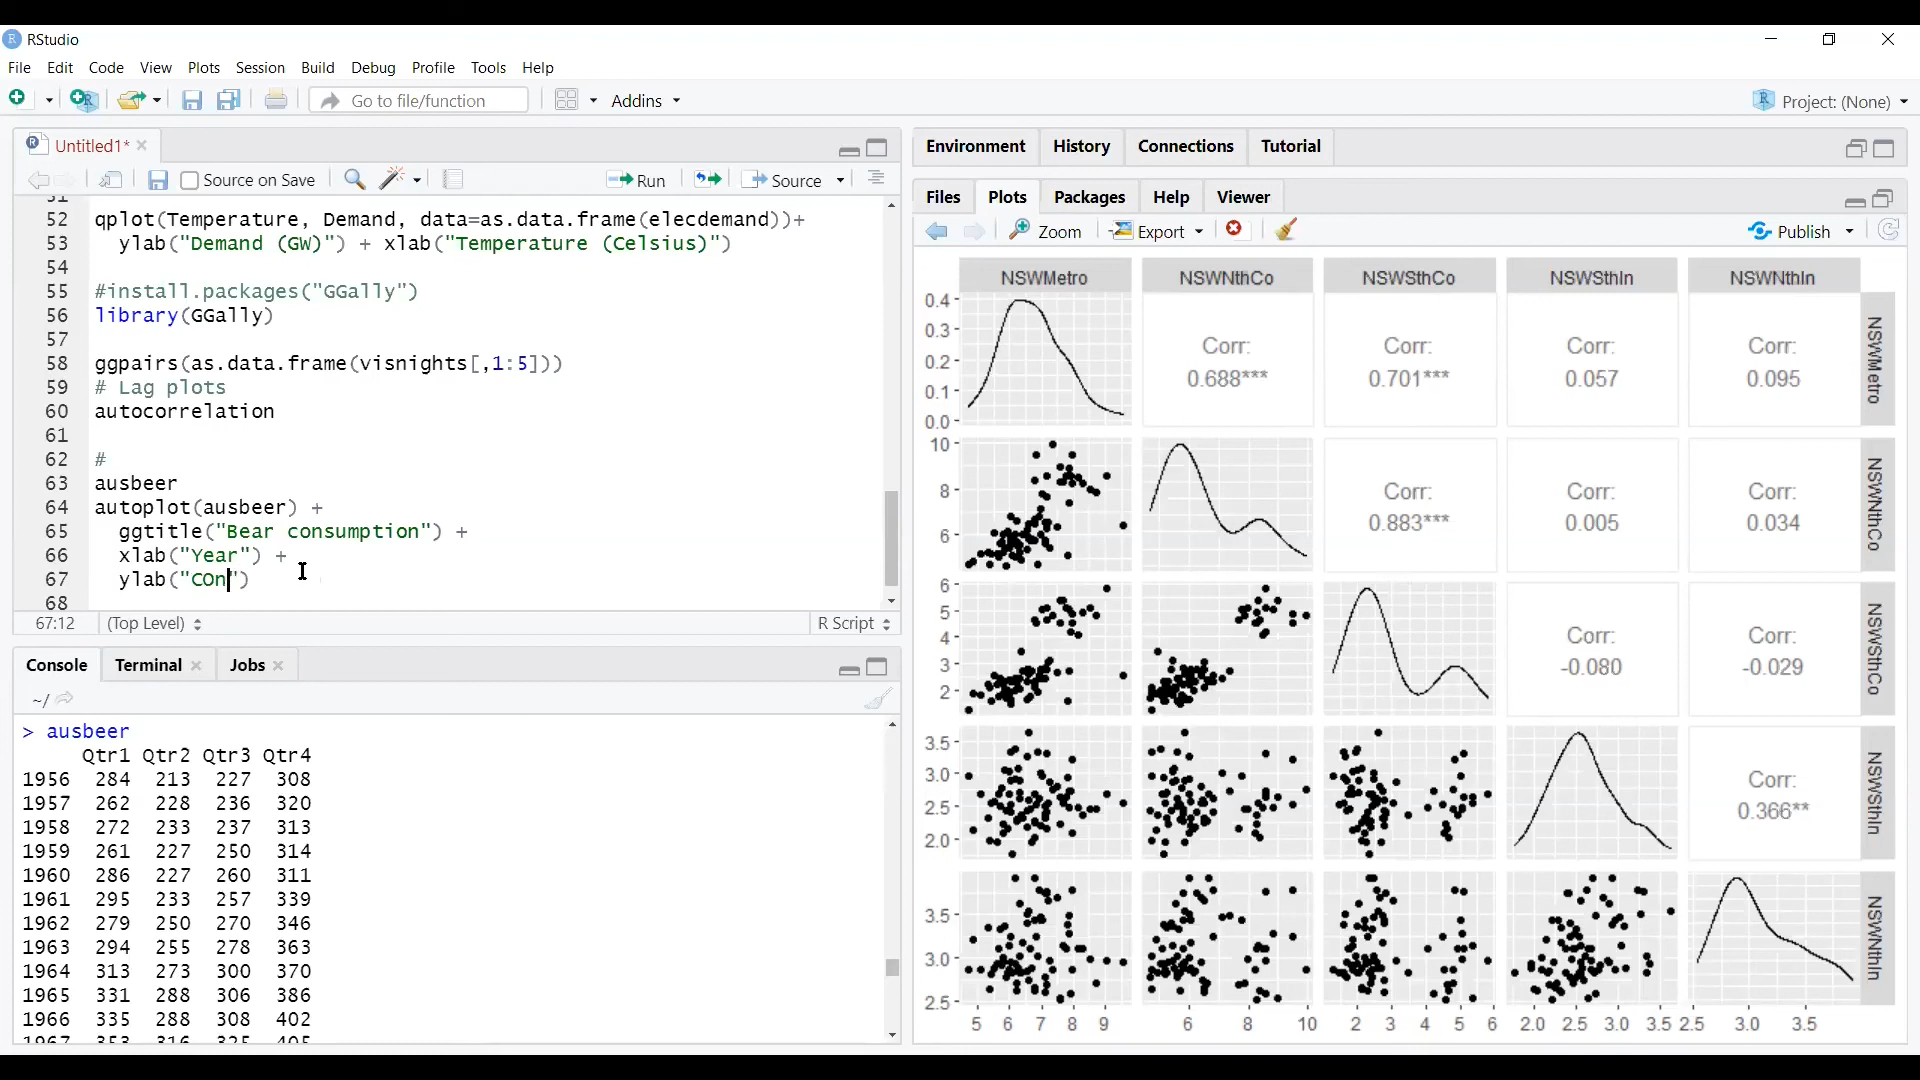 RStudio
File Edit Code View Plots Session Build Debug Profile Tools Help
Go to file/function Addins Project: (None)
Untitled1*
Source on Save Run Source
51
52 qplot(Temperature, Demand, data=as.data.frame(elecdemand))+
53 ylab("Demand (GW)") + xlab("Temperature (Celsius)")
54
55 #install.packages("GGally")
56 library(GGally)
57
58 ggpairs(as.data.frame(visnights[,1:5]))
59 # Lag plots
60 autocorrelation
61
62 #
63 ausbeer
64 autoplot(ausbeer) +
65 ggtitle("Bear consumption") +
66 xlab("Year") +
67 ylab("COn")
68
67:12 (Top Level) R Script
Console Terminal Jobs
~/
> ausbeer
Qtr1 Qtr2 Qtr3 Qtr4
1956 284 213 227 308
1957 262 228 236 320
1958 272 233 237 313
1959 261 227 250 314
1960 286 227 260 311
1961 295 233 257 339
1962 279 250 270 346
1963 294 255 278 363
1964 313 273 300 370
1965 331 288 306 386
1966 335 288 308 402
1967 353 316 325 405
Environment History Connections Tutorial
Files Plots Packages Help Viewer
Zoom Export Publish
NSWMetro NSWNthCo NSWSthCo NSWSthIn NSWNthIn
0.4
0.3
0.2
0.1
0.0
Corr: Corr: Corr: Corr:
0.688*** 0.701*** 0.057 0.095
NSWMetro
10
8
6
Corr: Corr: Corr:
0.883*** 0.005 0.034
NSWNthCo
6
5
4
3
2
Corr: Corr:
-0.080 -0.029
NSWSthCo
3.5
3.0
2.5
2.0
Corr:
0.366**
NSWSthIn
3.5
3.0
2.5
NSWNthIn
5 6 7 8 9 6 8 10 2 3 4 5 6 2.0 2.5 3.0 3.5 2.5 3.0 3.5